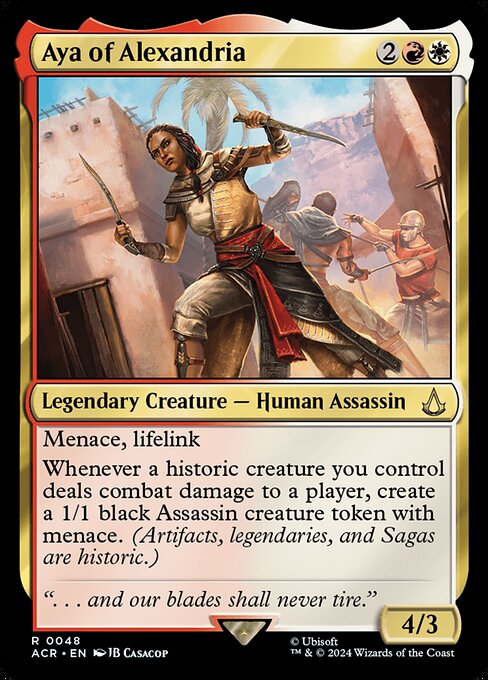 Aya of Alexandria 2
Legendary Creature — Human Assassin
Menace, lifelink
Whenever a historic creature you control
deals combat damage to a player, create
a 1/1 black Assassin creature token with
menace. (Artifacts, legendaries, and Sagas
are historic.)
“. . . and our blades shall never tire.”
4/3
R 0048
ACR • EN JB Casacop
© Ubisoft
™ & © 2024 Wizards of the Coast